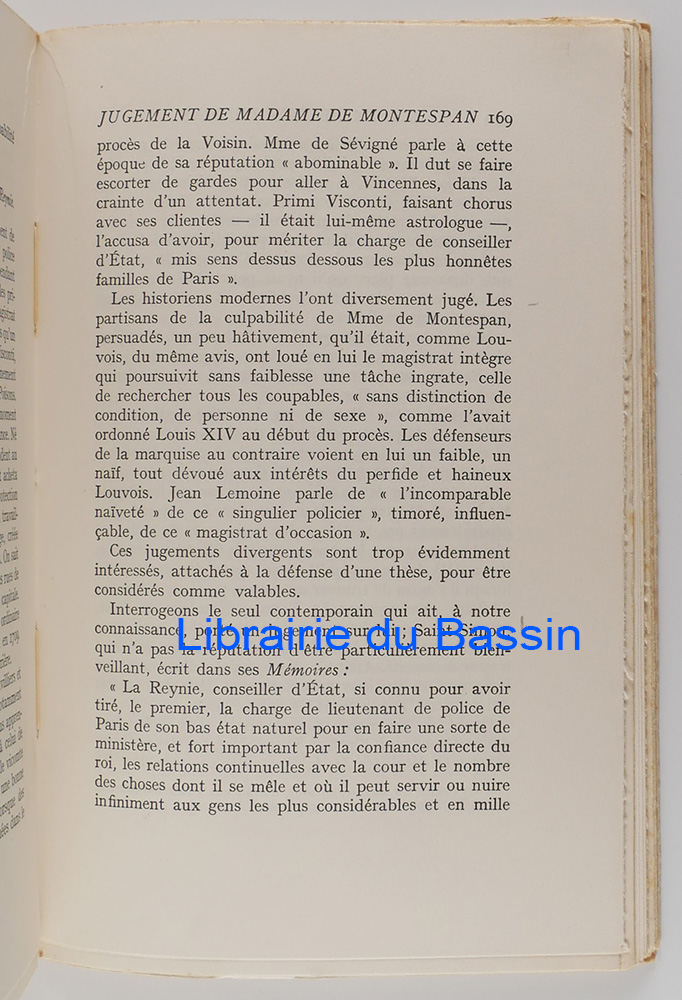 JUGEMENT DE MADAME DE MONTESPAN 169
procès de la Voisin. Mme de Sévigné parle à cette
époque de sa réputation « abominable ». Il dut se faire
escorter de gardes pour aller à Vincennes, dans la
crainte d'un attentat. Primi Visconti, faisant chorus
avec ses clientes — il était lui-même astrologue —,
l'accusa d'avoir, pour mériter la charge de conseiller
d'État, « mis sens dessus dessous les plus honnêtes
familles de Paris ».
Les historiens modernes l'ont diversement jugé. Les
partisans de la culpabilité de Mme de Montespan,
persuadés, un peu hâtivement, qu'il était, comme Lou-
vois, du même avis, ont loué en lui le magistrat intègre
qui poursuivit sans faiblesse une tâche ingrate, celle
de rechercher tous les coupables, « sans distinction de
condition, de personne ni de sexe », comme l'avait
ordonné Louis XIV au début du procès. Les défenseurs
de la marquise au contraire voient en lui un faible, un
naïf, tout dévoué aux intérêts du perfide et haineux
Louvois. Jean Lemoine parle de « l'incomparable
naïveté » de ce « singulier policier », timoré, influen-
çable, de ce « magistrat d'occasion ».
Ces jugements divergents sont trop évidemment
intéressés, attachés à la défense d'une thèse, pour être
considérés comme valables.
Interrogeons le seul contemporain qui ait, à notre
connaissance, porté un jugement sur lui; Saint-Simon,
Librairie du Bassin
qui n'a pas la réputation d'être particulièrement bien-
veillant, écrit dans ses Mémoires :
« La Reynie, conseiller d'État, si connu pour avoir
tiré, le premier, la charge de lieutenant de police de
Paris de son bas état naturel pour en faire une sorte de
ministère, et fort important par la confiance directe du
roi, les relations continuelles avec la cour et le nombre
des choses dont il se mêle et où il peut servir ou nuire
infiniment aux gens les plus considérables et en mille